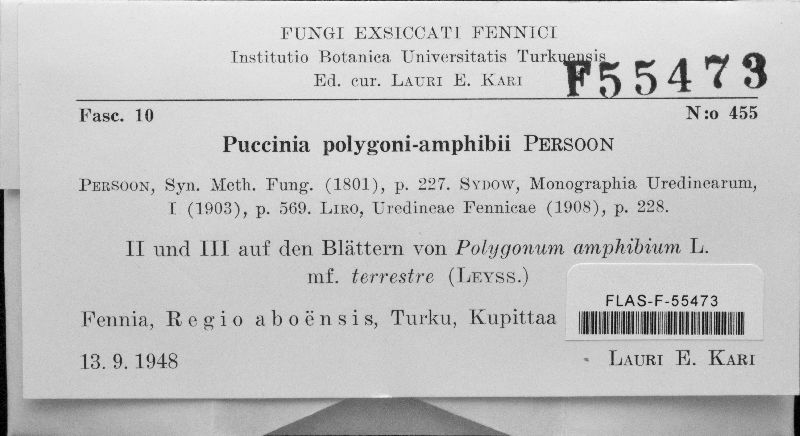 FUNGI EXSICCATI FENNICI
Institutio Botanica Universitatis Turkuensis
Ed. cur. LAURI E. KARI
F55473
Fasc. 10 N:o 455
Puccinia polygoni-amphibii PERSOON
PERSOON, Syn. Meth. Fung. (1801), p. 227. SYDOW, Monographia Uredinearum,
I (1903), p. 569. LIRO, Uredineae Fennicae (1908), p. 228.
II und III auf den Blättern von Polygonum amphibium L.
mf. terrestre (LEYSS.)
FLAS-F-55473
Fennia, Regio aboënsis, Turku, Kupittaa
13. 9. 1948 LAURI E. KARI